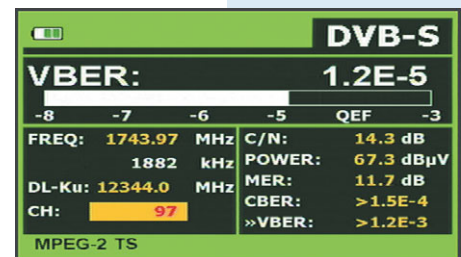 DVB-S
VBER: 1.2E-5
-8 -7 -6 -5 QEF -3
FREQ: 1743.97 MHz
1882 kHz
DL-Ku: 12344.0 MHz
CH: 97
C/N: 14.3 dB
POWER: 67.3 dBµV
MER: 11.7 dB
CBER: >1.5E-4
»VBER: >1.2E-3
MPEG-2 TS